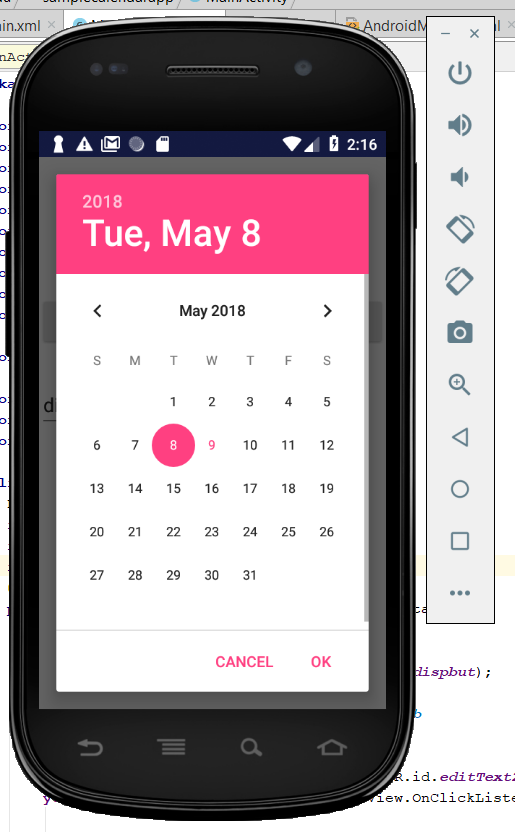 samplecalendarapp MainActivity
in.xml
AndroidM
2:16
2018
Tue, May 8
May 2018
S M T W T F S
1 2 3 4 5
6 7 8 9 10 11 12
13 14 15 16 17 18 19
20 21 22 23 24 25 26
27 28 29 30 31
CANCEL OK
dispbut);
R.id.editText
view.OnClickListe